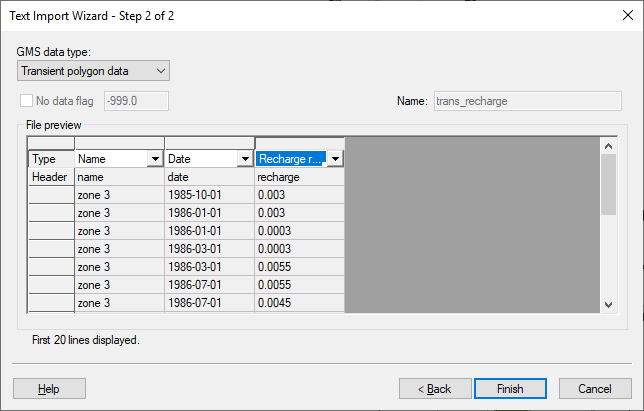 Text Import Wizard - Step 2 of 2
GMS data type:
Transient polygon data
No data flag -999.0 Name: trans_recharge
File preview
Type Name Date Recharge r...
Header name date recharge
zone 3 1985-10-01 0.003
zone 3 1986-01-01 0.003
zone 3 1986-01-01 0.0003
zone 3 1986-03-01 0.0003
zone 3 1986-03-01 0.0055
zone 3 1986-07-01 0.0055
zone 3 1986-07-01 0.0045
First 20 lines displayed.
Help < Back Finish Cancel